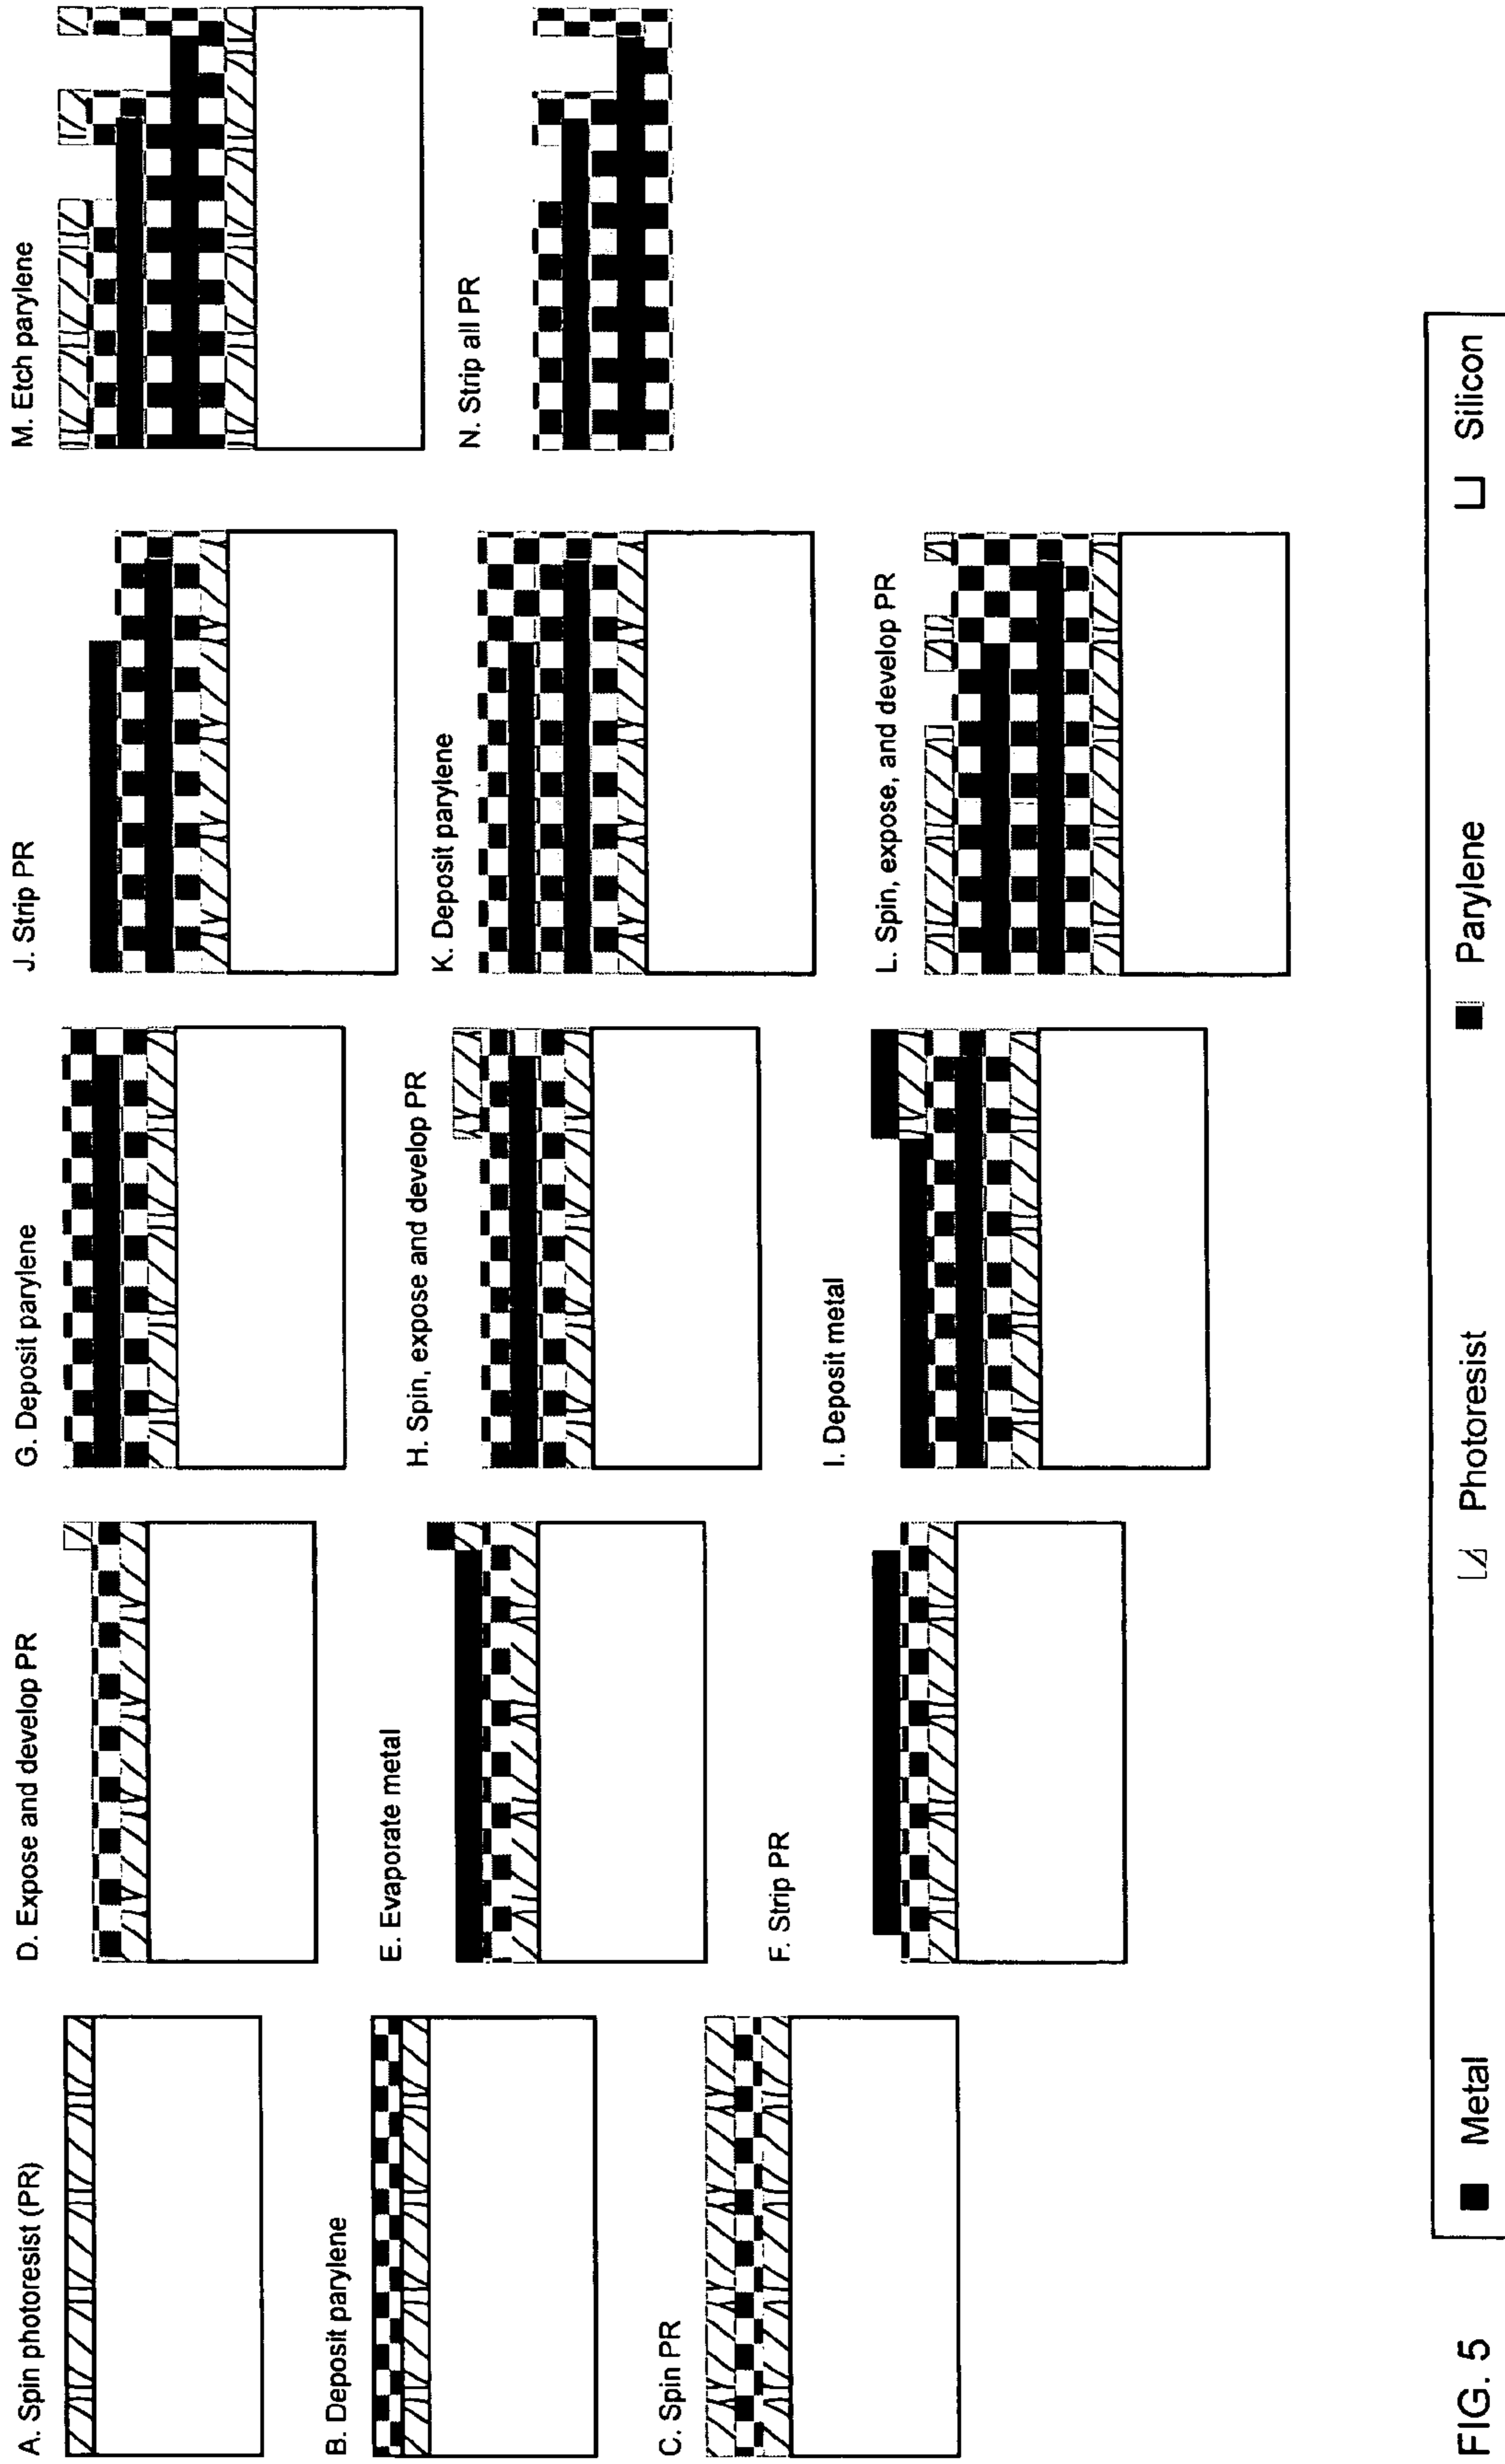 A. Spin photoresist (PR)
B. Deposit parylene
C. Spin PR
D. Expose and develop PR
E. Evaporate metal
F. Strip PR
G. Deposit parylene
H. Spin, expose and develop PR
I. Deposit metal
J. Strip PR
K. Deposit parylene
L. Spin, expose, and develop PR
M. Etch parylene
N. Strip all PR
FIG. 5
Metal
Photoresist
Parylene
Silicon